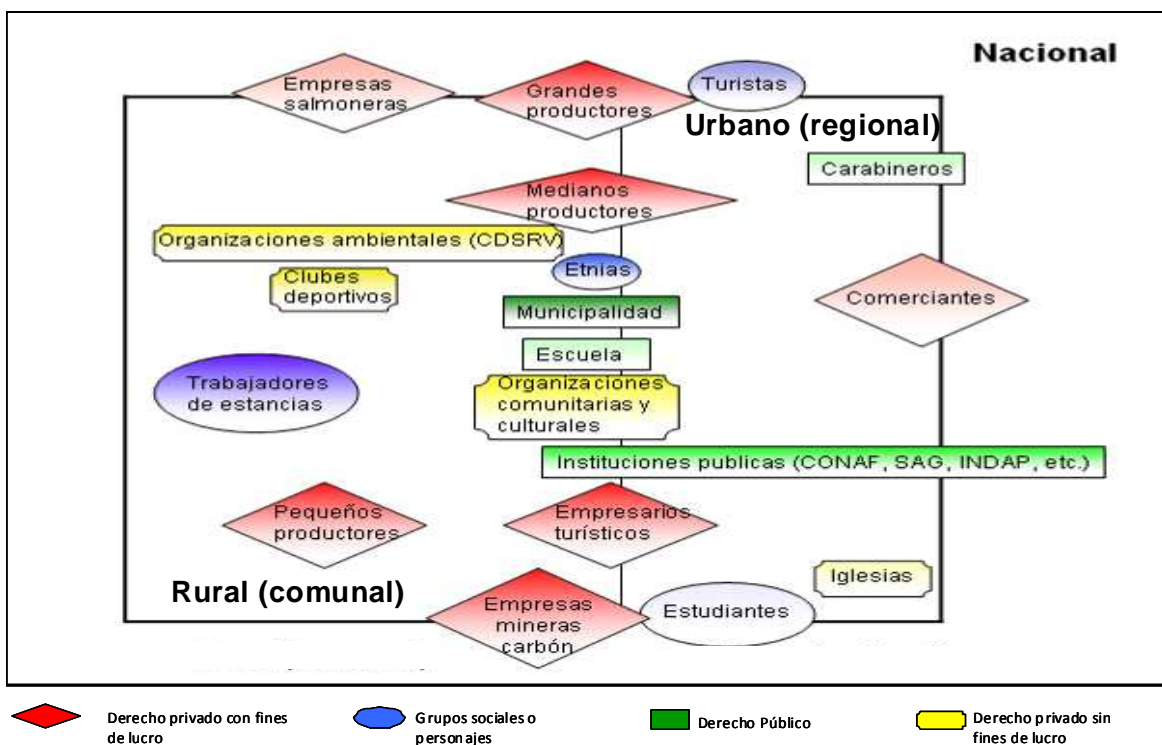 Nacional
Empresas
salmoneras
Grandes
productores
Turistas
Urbano (regional)
Carabineros
Medianos
productores
Organizaciones ambientales (CDSRV)
Etnias
Clubes
deportivos
Comerciantes
Municipalidad
Escuela
Trabajadores
de estancias
Organizaciones
comunitarias y
culturales
Instituciones publicas (CONAF, SAG, INDAP, etc.)
Pequeños
productores
Empresarios
turísticos
Iglesias
Rural (comunal)
Empresas
mineras
carbón
Estudiantes
Derecho privado con fines
de lucro
Grupos sociales o
personajes
Derecho Público
Derecho privado sin
fines de lucro